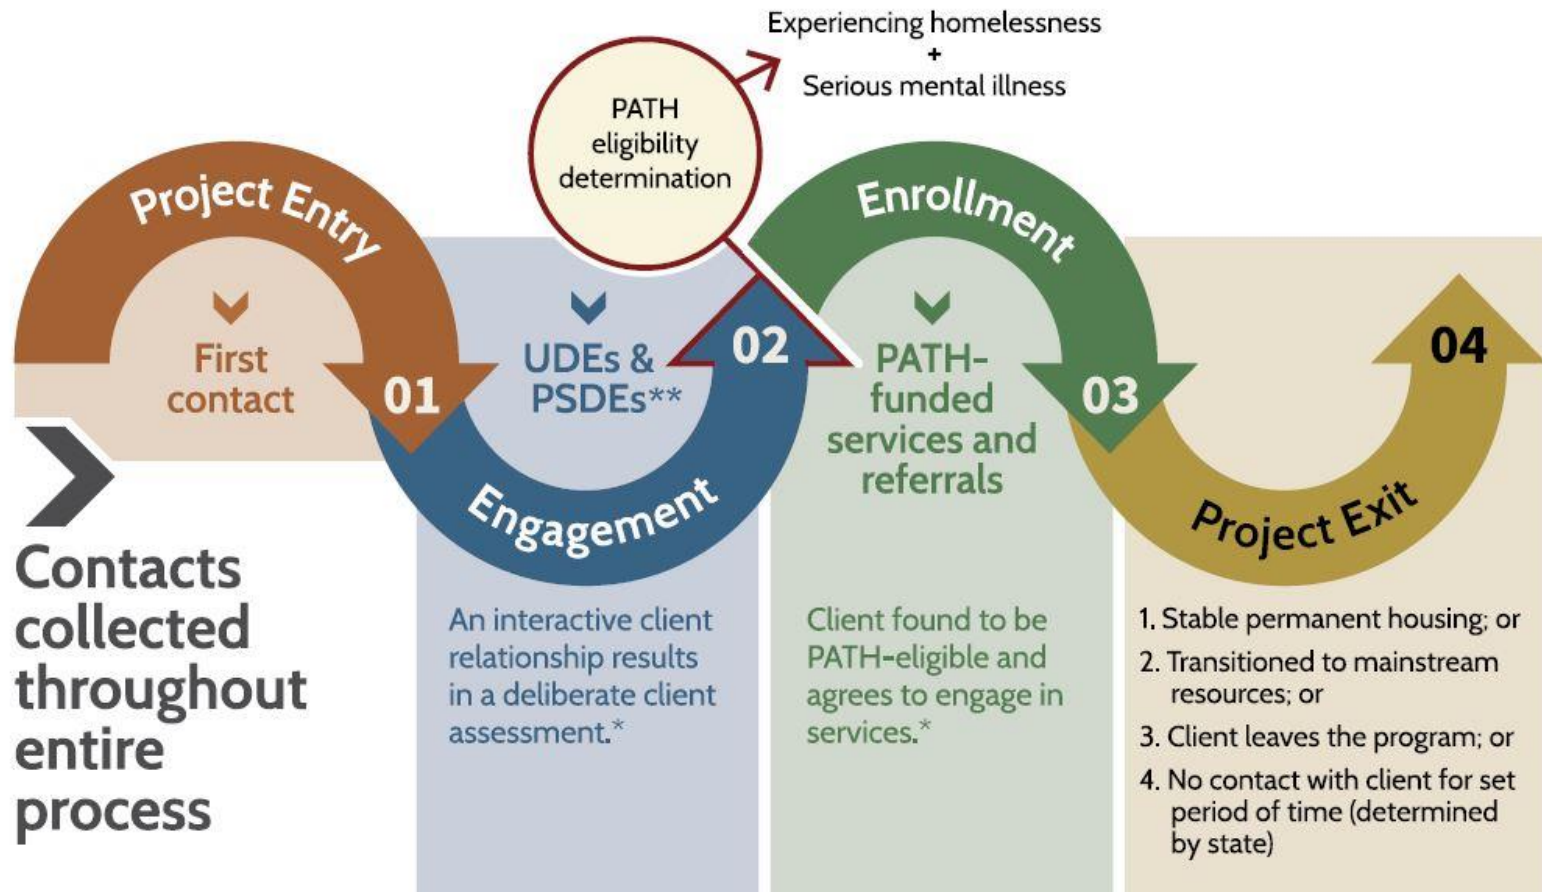 Experiencing homelessness
+
Serious mental illness
PATH
eligibility
determination
Project Entry
First
contact
01
Contacts
collected
throughout
entire
process
UDEs &
PSDEs**
02
Engagement
An interactive client
relationship results
in a deliberate client
assessment.*
Enrollment
PATH-
funded
services and
referrals
03
Client found to be
PATH-eligible and
agrees to engage in
services.*
04
Project Exit
1. Stable permanent housing; or
2. Transitioned to mainstream
resources; or
3. Client leaves the program; or
4. No contact with client for set
period of time (determined
by state)